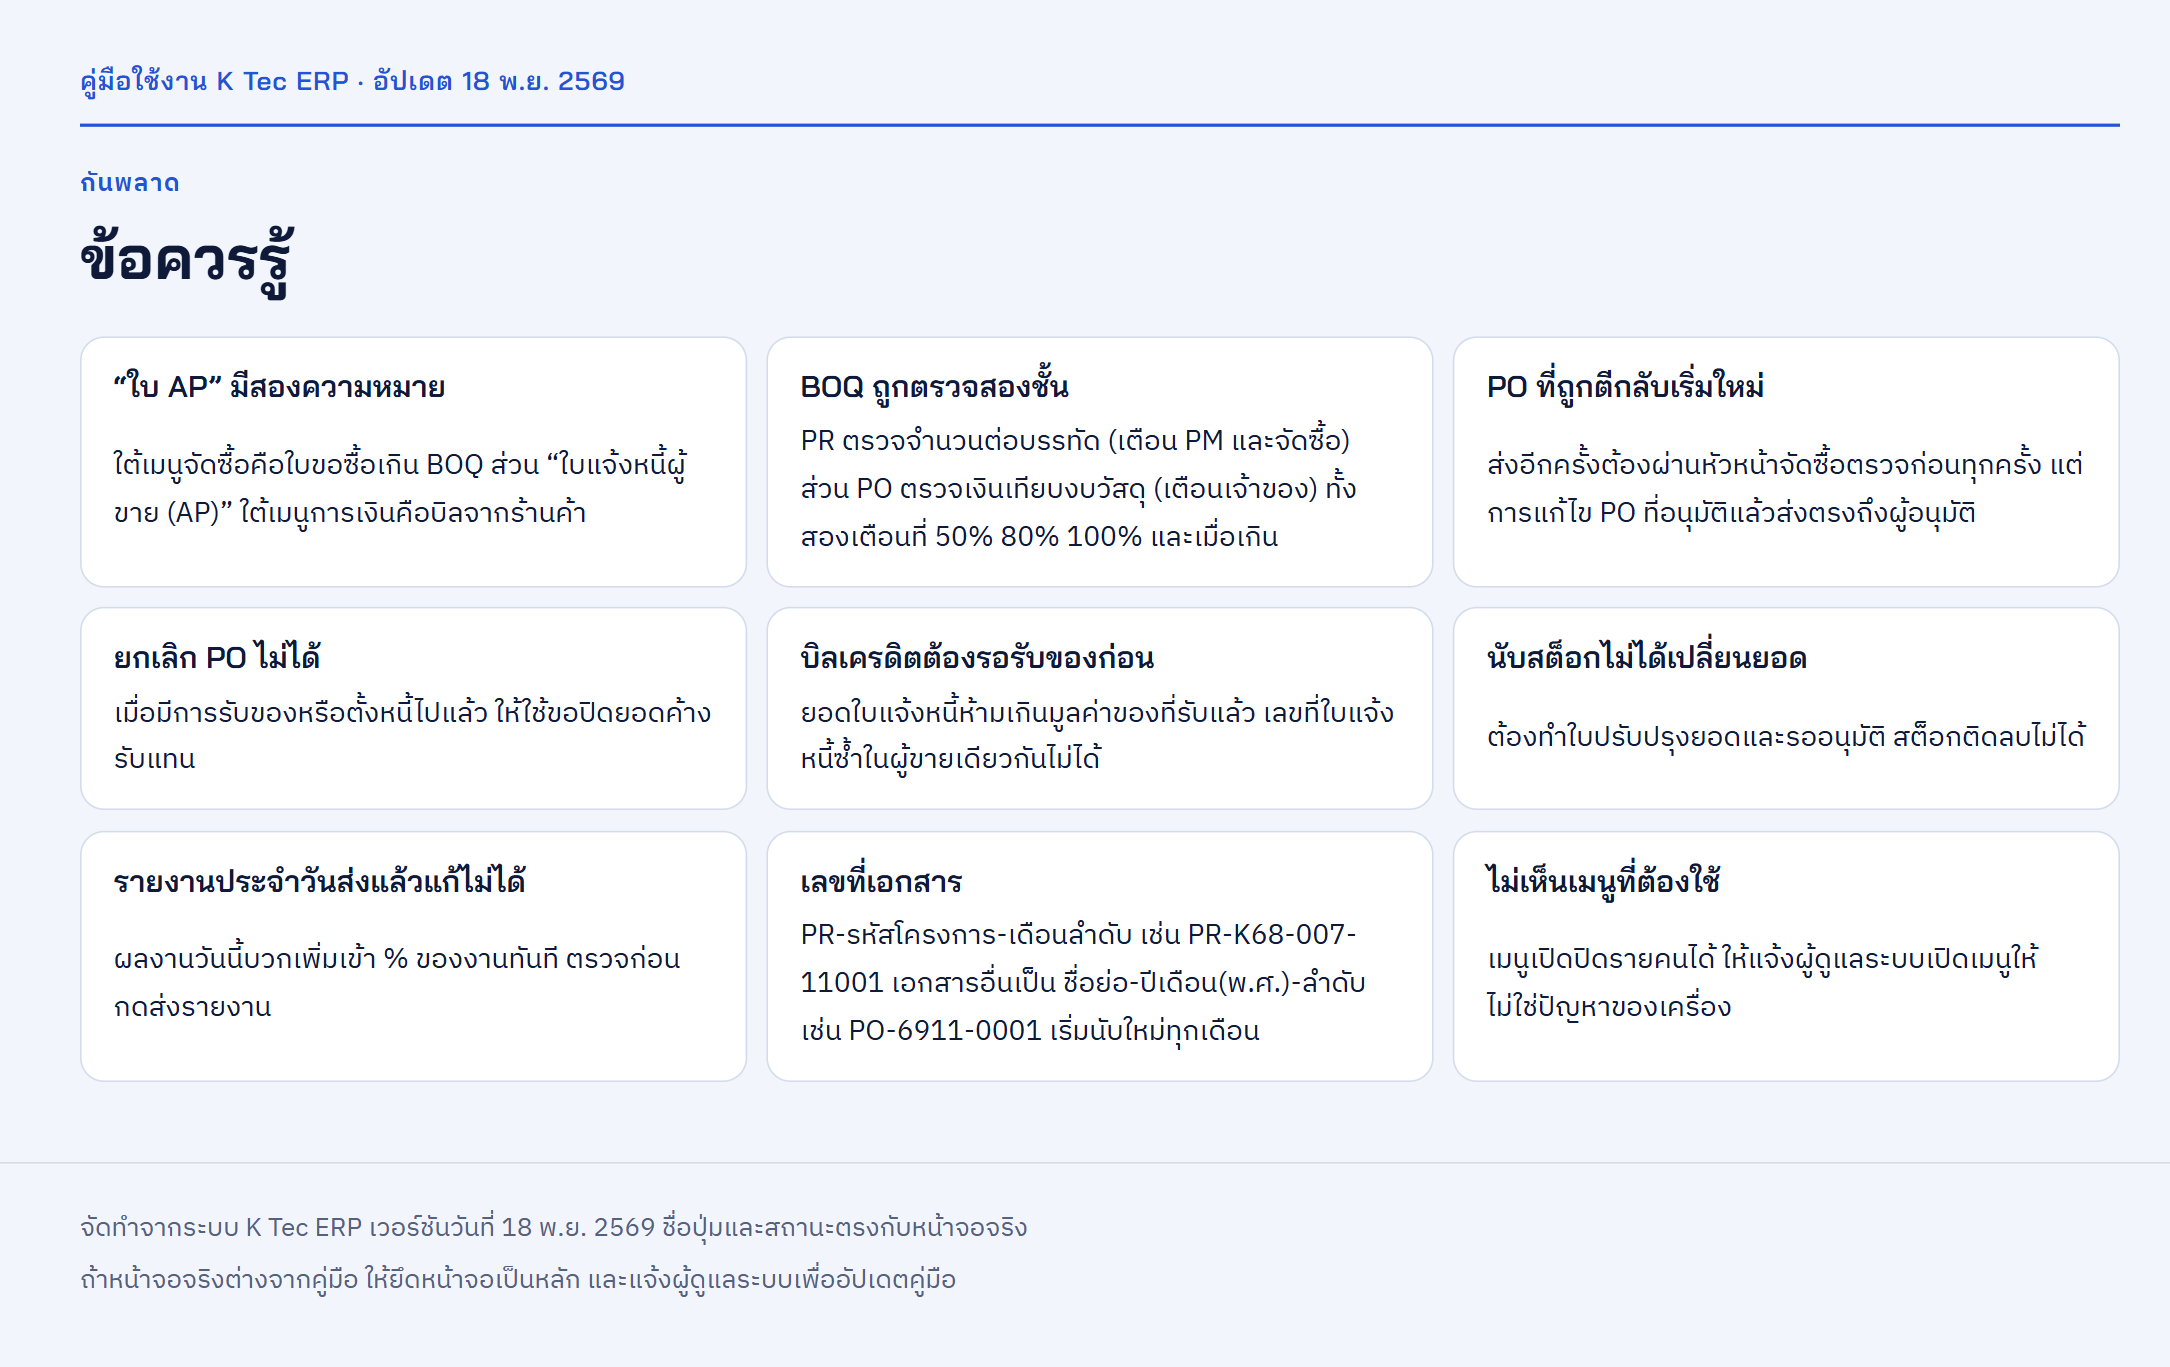 คู่มือใช้งาน K Tec ERP · อัปเดต 18 พ.ย. 2569
กันพลาด
ข้อควรรู้
“ใบ AP” มีสองความหมาย
ใต้เมนูจัดซื้อคือใบขอซื้อเกิน BOQ ส่วน “ใบแจ้งหนี้ผู้
ขาย (AP)” ใต้เมนูการเงินคือบิลจากร้านค้า
BOQ ถูกตรวจสองชั้น
PR ตรวจจำนวนต่อบรรทัด (เตือน PM และจัดซื้อ)
ส่วน PO ตรวจเงินเทียบงบวัสดุ (เตือนเจ้าของ) ทั้ง
สองเตือนที่ 50% 80% 100% และเมื่อเกิน
PO ที่ถูกตีกลับเริ่มใหม่
ส่งอีกครั้งต้องผ่านหัวหน้าจัดซื้อตรวจก่อนทุกครั้ง แต่
การแก้ไข PO ที่อนุมัติแล้วส่งตรงถึงผู้อนุมัติ
ยกเลิก PO ไม่ได้
เมื่อมีการรับของหรือตั้งหนี้ไปแล้ว ให้ใช้ขอปิดยอดค้าง
รับแทน
บิลเครดิตต้องรอรับของก่อน
ยอดใบแจ้งหนี้ห้ามเกินมูลค่าของที่รับแล้ว เลขที่ใบแจ้ง
หนี้ซ้ำในผู้ขายเดียวกันไม่ได้
นับสต็อกไม่ได้เปลี่ยนยอด
ต้องทำใบปรับปรุงยอดและรออนุมัติ สต็อกติดลบไม่ได้
รายงานประจำวันส่งแล้วแก้ไม่ได้
ผลงานวันนี้บวกเพิ่มเข้า % ของงานทันที ตรวจก่อน
กดส่งรายงาน
เลขที่เอกสาร
PR-รหัสโครงการ-เดือนลำดับ เช่น PR-K68-007-
11001 เอกสารอื่นเป็น ชื่อย่อ-ปีเดือน(พ.ศ.)-ลำดับ
เช่น PO-6911-0001 เริ่มนับใหม่ทุกเดือน
ไม่เห็นเมนูที่ต้องใช้
เมนูเปิดปิดรายคนได้ ให้แจ้งผู้ดูแลระบบเปิดเมนูให้
ไม่ใช่ปัญหาของเครื่อง
จัดทำจากระบบ K Tec ERP เวอร์ชันวันที่ 18 พ.ย. 2569 ชื่อปุ่มและสถานะตรงกับหน้าจอจริง
ถ้าหน้าจอจริงต่างจากคู่มือ ให้ยึดหน้าจอเป็นหลัก และแจ้งผู้ดูแลระบบเพื่ออัปเดตคู่มือ